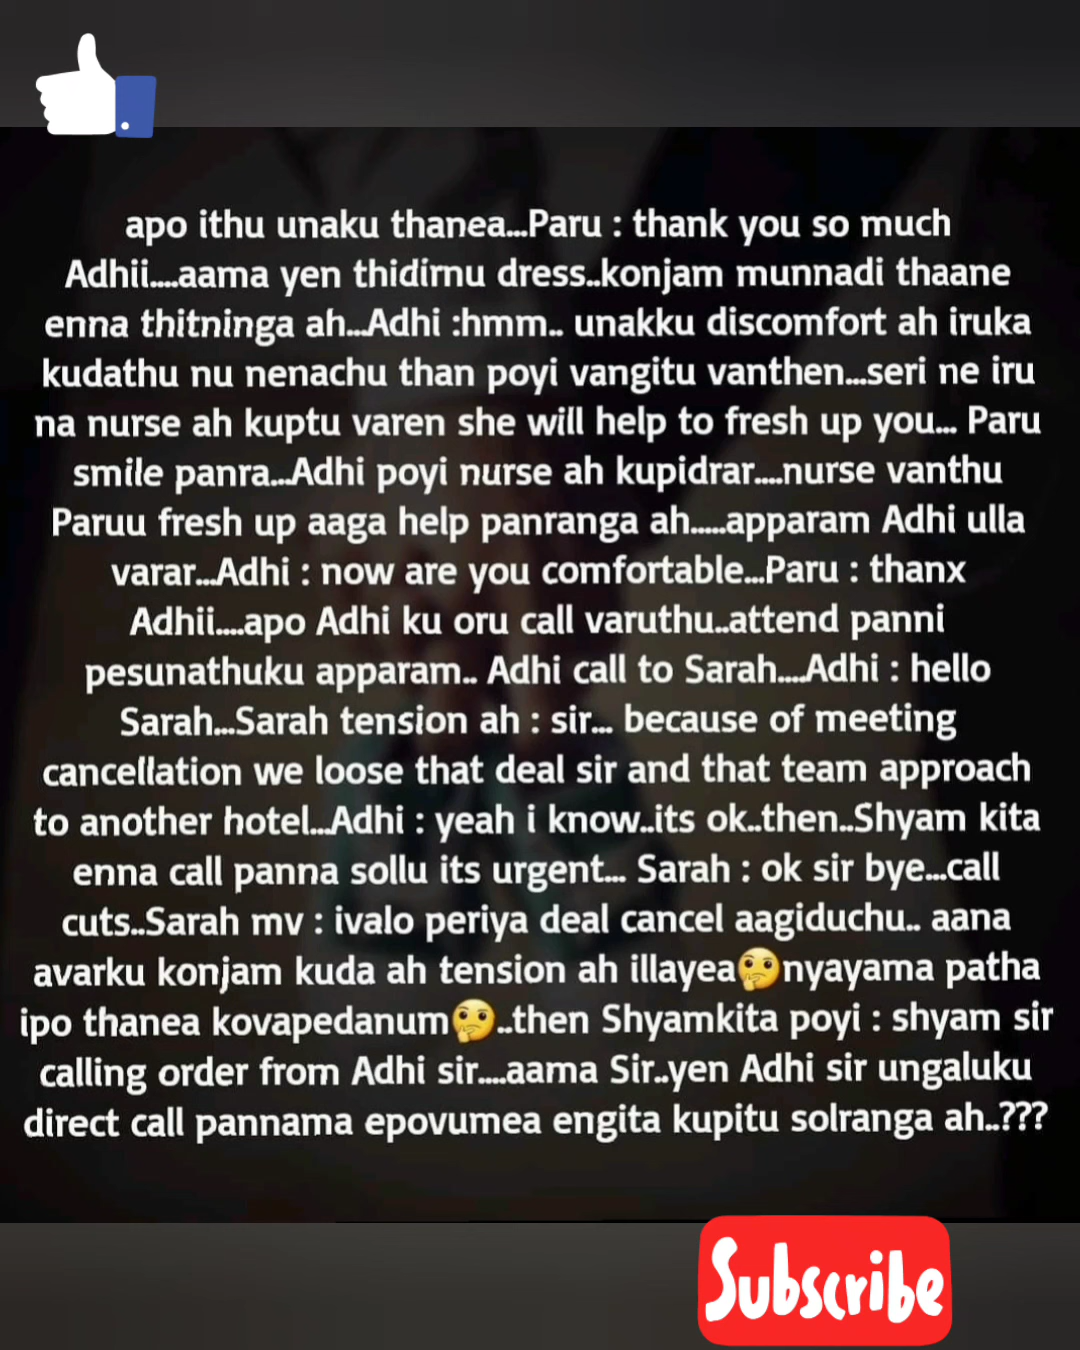 apo ithu unaku thanea...Paru : thank you so much
Adhii....aama yen thidirnu dress..konjam munnadi thaane
enna thitninga ah...Adhi :hmm.. unakku discomfort ah iruka
kudathu nu nenachu than poyi vangitu vanthen...seri ne iru
na nurse ah kuptu varen she will help to fresh up you... Paru
smile panra...Adhi poyi nurse ah kupidrar....nurse vanthu
Paruu fresh up aaga help panranga ah.....apparam Adhi ulla
varar...Adhi : now are you comfortable...Paru : thanx
Adhii....apo Adhi ku oru call varuthu..attend panni
pesunathuku apparam.. Adhi call to Sarah....Adhi : hello
Sarah...Sarah tension ah : sir... because of meeting
cancellation we loose that deal sir and that team approach
to another hotel...Adhi : yeah i know..its ok..then..Shyam kita
enna call panna sollu its urgent... Sarah : ok sir bye...call
cuts..Sarah mv : ivalo periya deal cancel aagiduchu.. aana
avarku konjam kuda ah tension ah illayea🤔nyayama patha
ipo thanea kovapedanum🤔..then Shyamkita poyi : shyam sir
calling order from Adhi sir....aama Sir..yen Adhi sir ungaluku
direct call pannama epovumea engita kupitu solranga ah..???
Subscribe